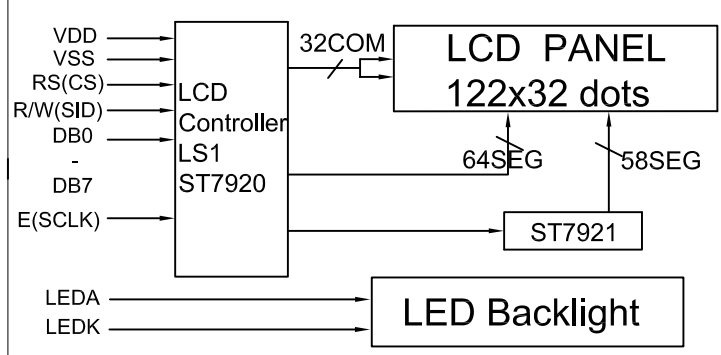 VDD
VSS
RS(CS)
R/W(SID)
DB0
-
DB7
E(SCLK)
LCD
Controller
LS1
ST7920
32COM
LCD PANEL
122x32 dots
64SEG
58SEG
ST7921
LEDA
LEDK
LED Backlight